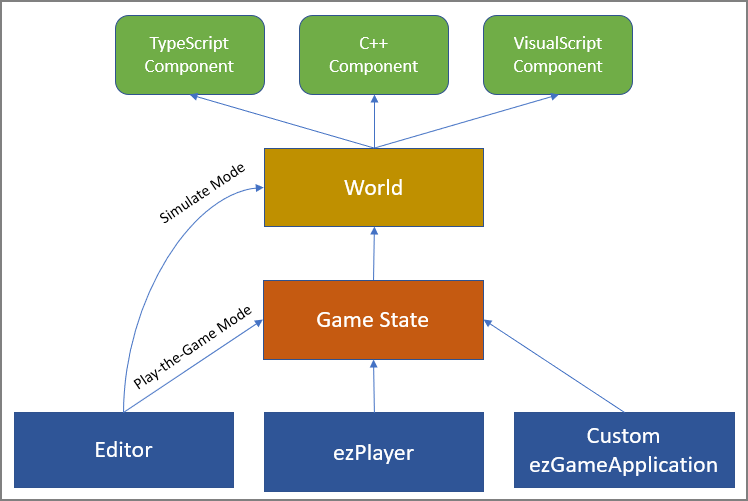 TypeScript
Component
C++
Component
VisualScript
Component
World
Simulate Mode
Game State
Play-the-Game Mode
Editor
ezPlayer
Custom
ezGameApplication